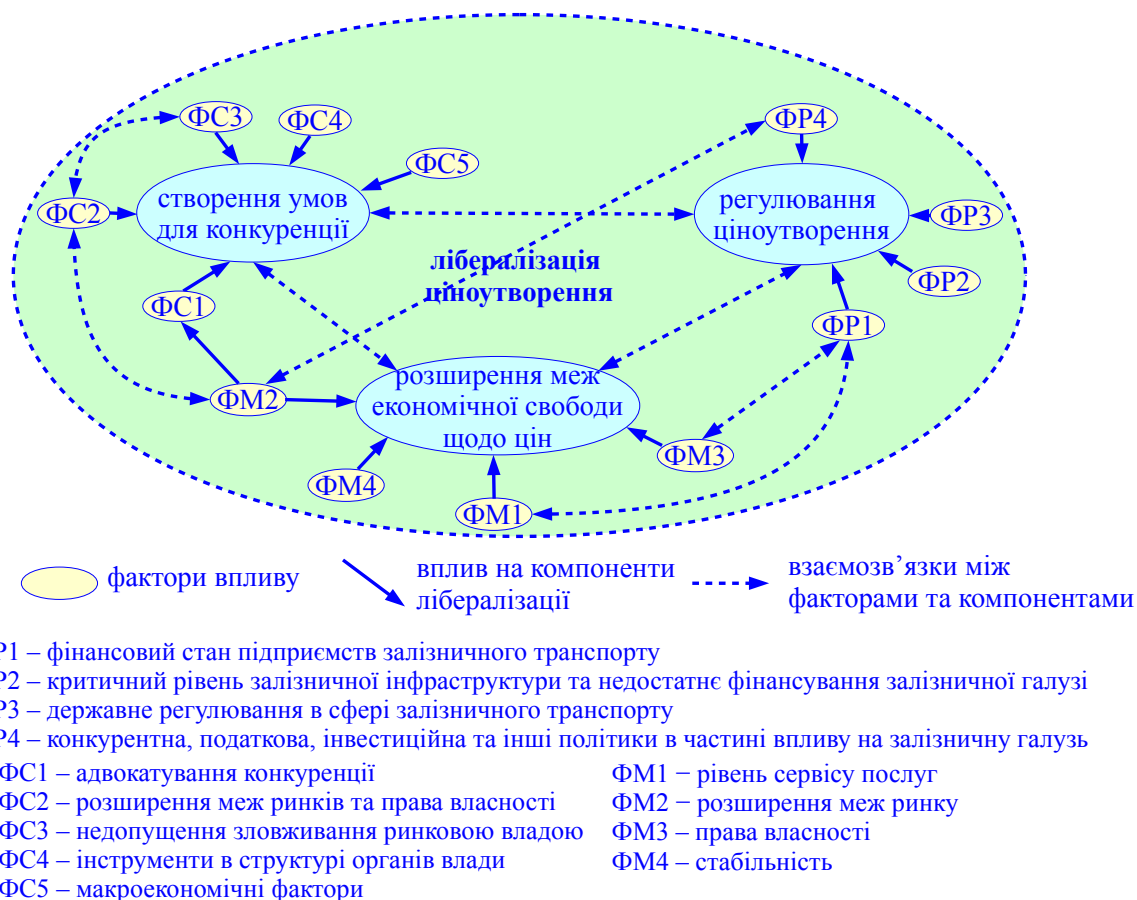 ФС3
ФС4
ФР4
ФС5
ФС2
створення умов
для конкуренції
регулювання
ціноутворення
ФР3
лібералізація
ціноутворення
ФР2
ФС1
ФР1
ФМ2
розширення меж
економічної свободи
щодо цін
ФМ3
ФМ4
ФМ1
фактори впливу
вплив на компоненти
лібералізації
взаємозв'язки між
факторами та компонентами
Р1 – фінансовий стан підприємств залізничного транспорту
Р2 – критичний рівень залізничної інфраструктури та недостатнє фінансування залізничної галузі
Р3 – державне регулювання в сфері залізничного транспорту
Р4 – конкурентна, податкова, інвестиційна та інші політики в частині впливу на залізничну галузь
ФС1 – адвокатування конкуренції
ФС2 – розширення меж ринків та права власності
ФС3 – недопущення зловживання ринковою владою
ФС4 – інструменти в структурі органів влади
ФС5 – макроекономічні фактори
ФМ1 − рівень сервісу послуг
ФМ2 − розширення меж ринку
ФМ3 – права власності
ФМ4 – стабільність